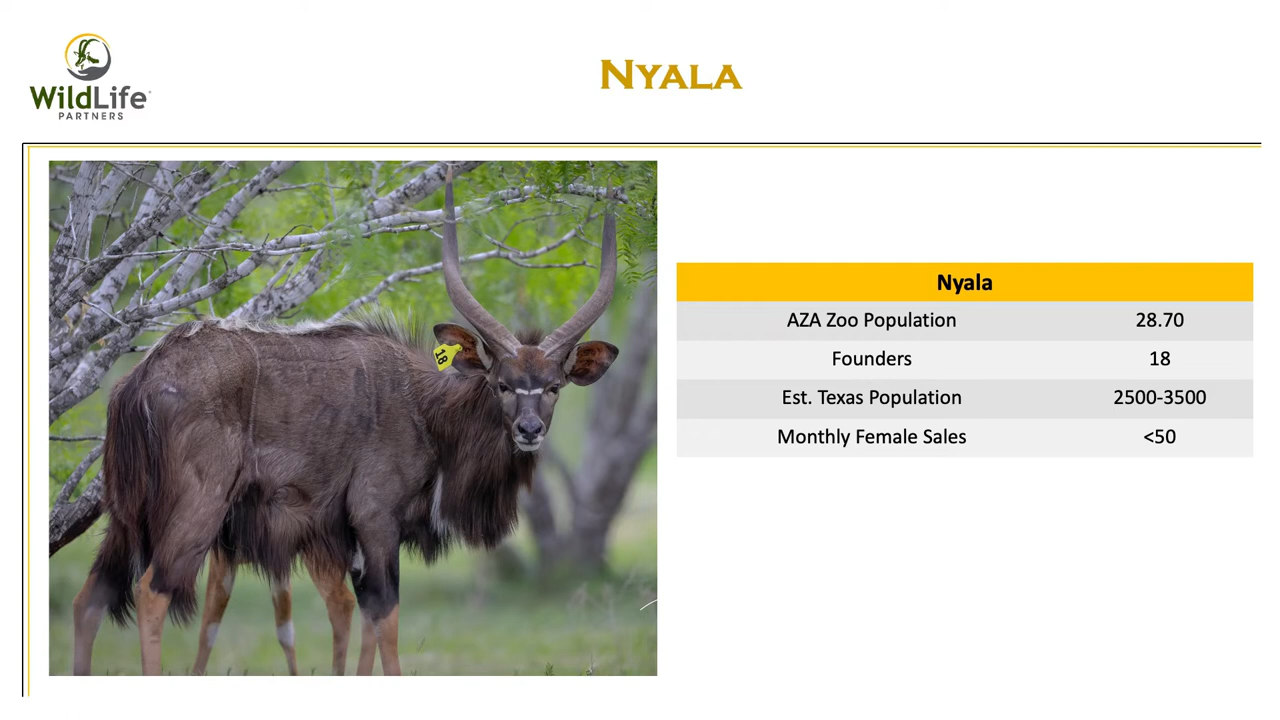 WildLife
PARTNERS
NYALA
18
Nyala
AZA Zoo Population 28.70
Founders 18
Est. Texas Population 2500-3500
Monthly Female Sales <50